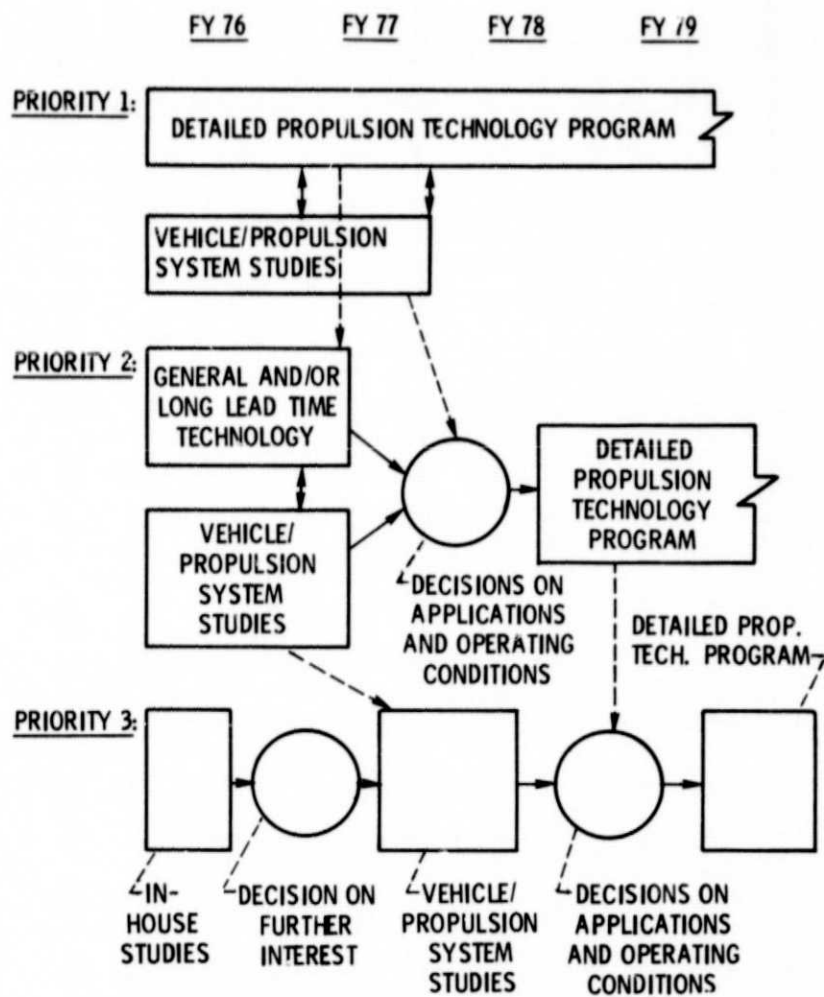 FY 76 FY 77 FY 78 FY 79
PRIORITY 1:
DETAILED PROPULSION TECHNOLOGY PROGRAM
VEHICLE/PROPULSION
SYSTEM STUDIES
PRIORITY 2:
GENERAL AND/OR
LONG LEAD TIME
TECHNOLOGY
DETAILED
PROPULSION
TECHNOLOGY
PROGRAM
VEHICLE/
PROPULSION
SYSTEM
STUDIES
DECISIONS ON
APPLICATIONS
AND OPERATING
CONDITIONS
DETAILED PROP.
TECH. PROGRAM
PRIORITY 3:
IN-
HOUSE
STUDIES
DECISION ON
FURTHER
INTEREST
VEHICLE/
PROPULSION
SYSTEM
STUDIES
DECISIONS ON
APPLICATIONS
AND OPERATING
CONDITIONS